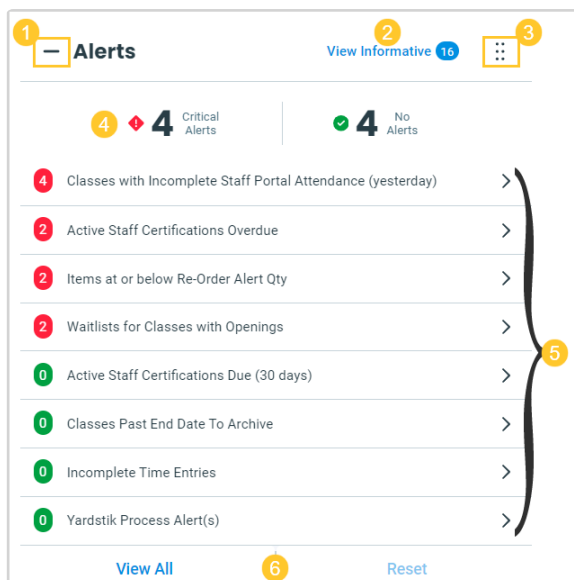 1 Alerts 2 View Informative 16 3
4 4 Critical Alerts 4 No Alerts
4 Classes with Incomplete Staff Portal Attendance (yesterday)
2 Active Staff Certifications Overdue
2 Items at or below Re-Order Alert Qty
2 Waitlists for Classes with Openings
5
0 Active Staff Certifications Due (30 days)
0 Classes Past End Date To Archive
0 Incomplete Time Entries
0 Yardstik Process Alert(s)
View All 6 Reset